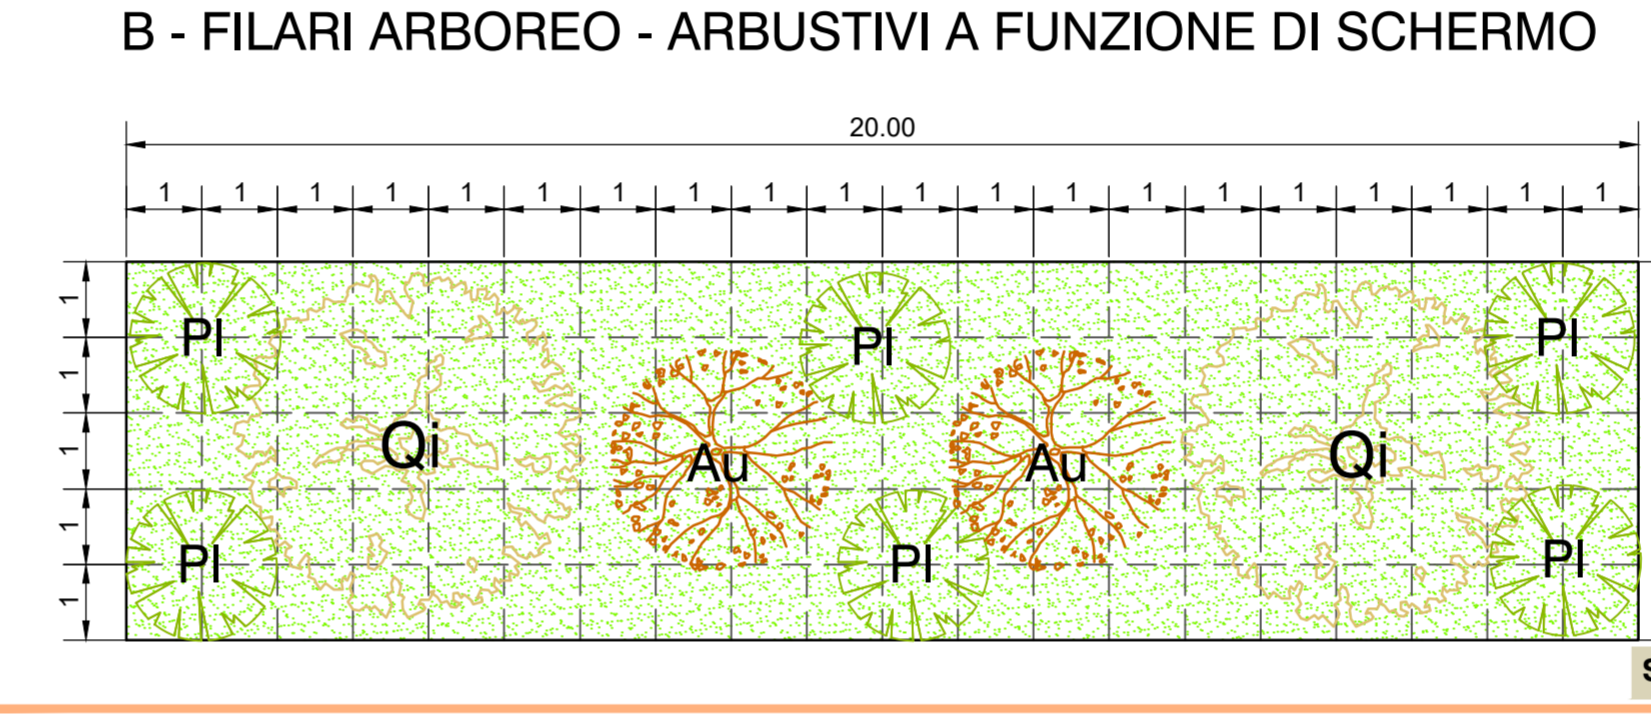 B - FILARI ARBOREO - ARBUSTIVI A FUNZIONE DI SCHERMO
20.00
1 1 1 1 1 1 1 1 1 1 1 1 1 1 1 1 1 1 1 1
1
1
1
1
1
Pl Pl Pl
Qi Au Au Qi
Pl Pl Pl